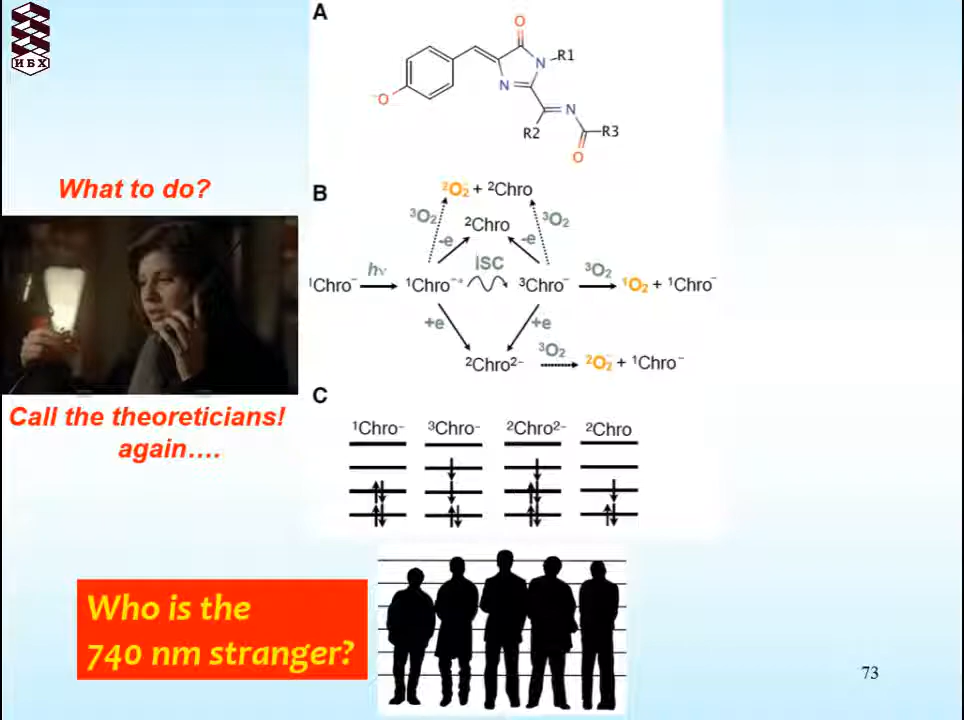 ИБХ
What to do?
Call the theoreticians!
again….
Who is the
740 nm stranger?
A
O
R1
N
N
⁻O
N
R2
R3
O
B
²O₂⁻ + ²Chro
³O₂
²Chro
³O₂
-e
-e
hν
ISC
³O₂
¹Chro⁻
¹Chro⁻*
³Chro⁻
¹O₂ + ¹Chro⁻
+e
+e
³O₂
²Chro²⁻
²O₂⁻ + ¹Chro⁻
C
¹Chro⁻ ³Chro⁻ ²Chro²⁻ ²Chro
73